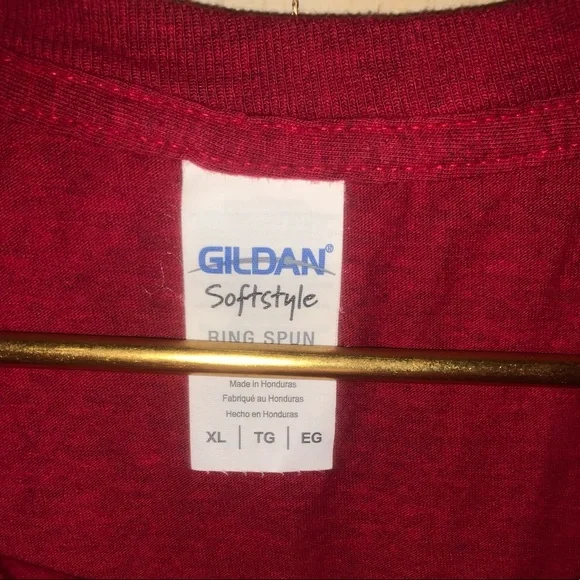 GILDAN®
Softstyle
RING SPUN
Made in Honduras
Fabriqué au Honduras
Hecho en Honduras
XL | TG | EG